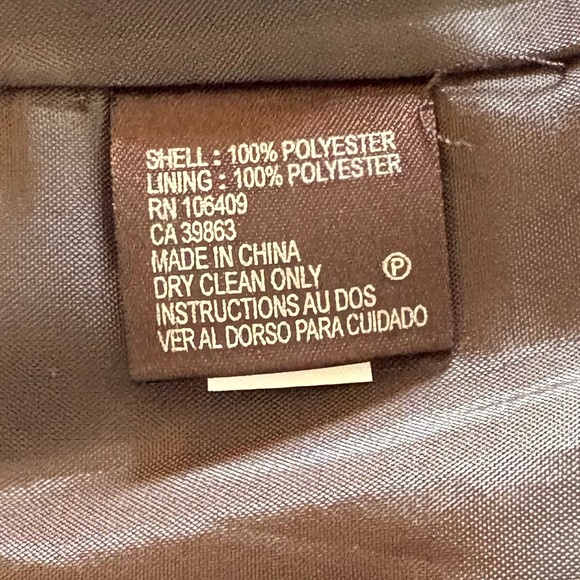 SHELL : 100% POLYESTER
LINING : 100% POLYESTER
RN 106409
CA 39863
MADE IN CHINA
DRY CLEAN ONLY
P
INSTRUCTIONS AU DOS
VER AL DORSO PARA CUIDADO